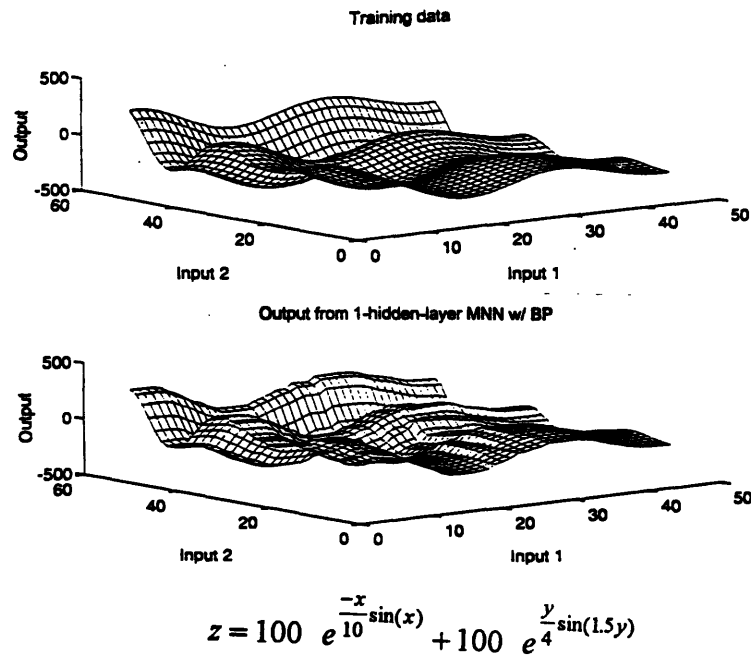 Training data
500
0
-500
Output
60
40
20
0
0
10
20
30
40
50
Input 2
Input 1
Output from 1-hidden-layer MNN w/ BP
500
0
-500
Output
60
40
20
0
0
10
20
30
40
50
Input 2
Input 1
z = 100 e^{\frac{-x}{10} sin(x)} + 100 e^{\frac{y}{4} sin(1.5y)}